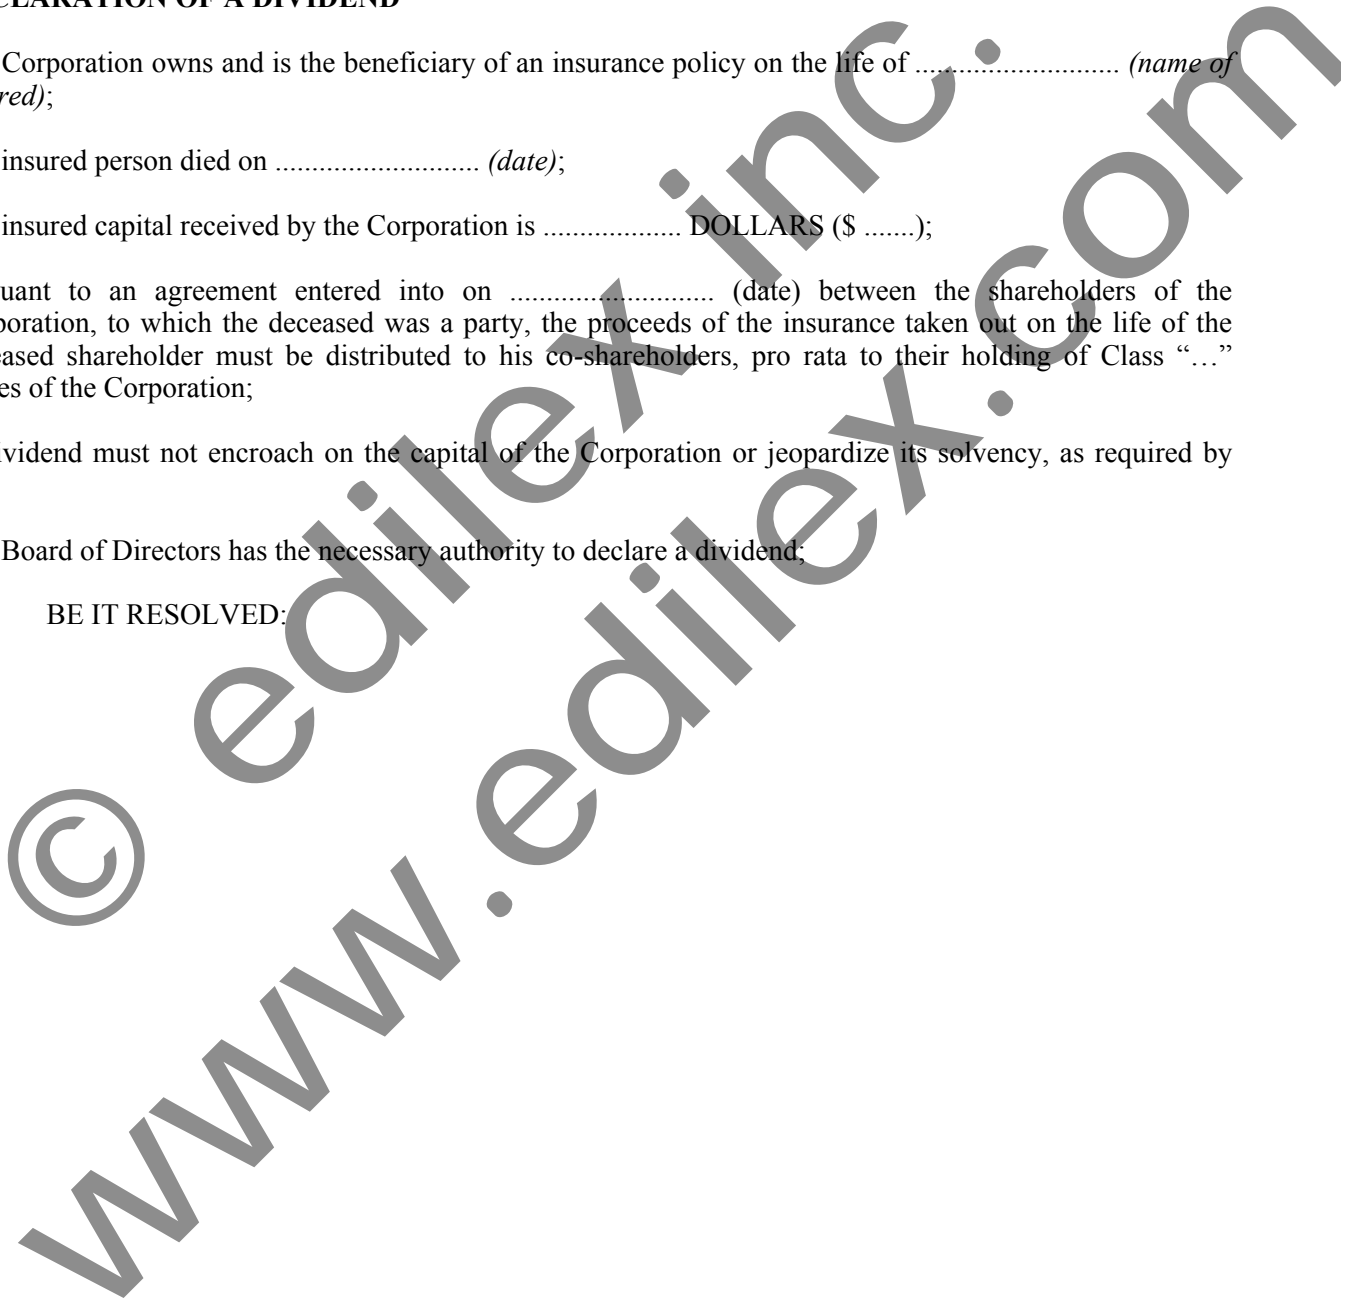 CLARATION OF A DIVIDEND
Corporation owns and is the beneficiary of an insurance policy on the life of ............................ (name of
red);
insured person died on ............................ (date);
insured capital received by the Corporation is ................... DOLLARS ($ .......);
uant to an agreement entered into on ............................ (date) between the shareholders of the
poration, to which the deceased was a party, the proceeds of the insurance taken out on the life of the
eased shareholder must be distributed to his co-shareholders, pro rata to their holding of Class “…”
es of the Corporation;
vidend must not encroach on the capital of the Corporation or jeopardize its solvency, as required by
Board of Directors has the necessary authority to declare a dividend;
BE IT RESOLVED:
© edilex inc.
www.edilex.com